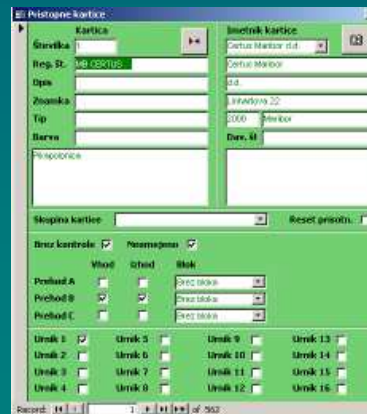 Pristopne kartice
Kartica
Imetnik kartice
Številka 1
Certus Maribor d.d.
Reg. št. MB CERTUS
Certus Maribor
Opis
d.d.
Znamka
Linhartova 22
Tip
2000 Maribor
Barva
Dav. št
Skupina kartice
Reset prisotn.
Brez kontrole
Neomejeno
Vhod Izhod Blok
Prehod A Brez bloka
Prehod B Brez bloka
Prehod C Brez bloka
Urnik 1 Urnik 5 Urnik 9 Urnik 13
Urnik 2 Urnik 6 Urnik 10 Urnik 14
Urnik 3 Urnik 7 Urnik 11 Urnik 15
Urnik 4 Urnik 8 Urnik 12 Urnik 16
Record: 1 of 562